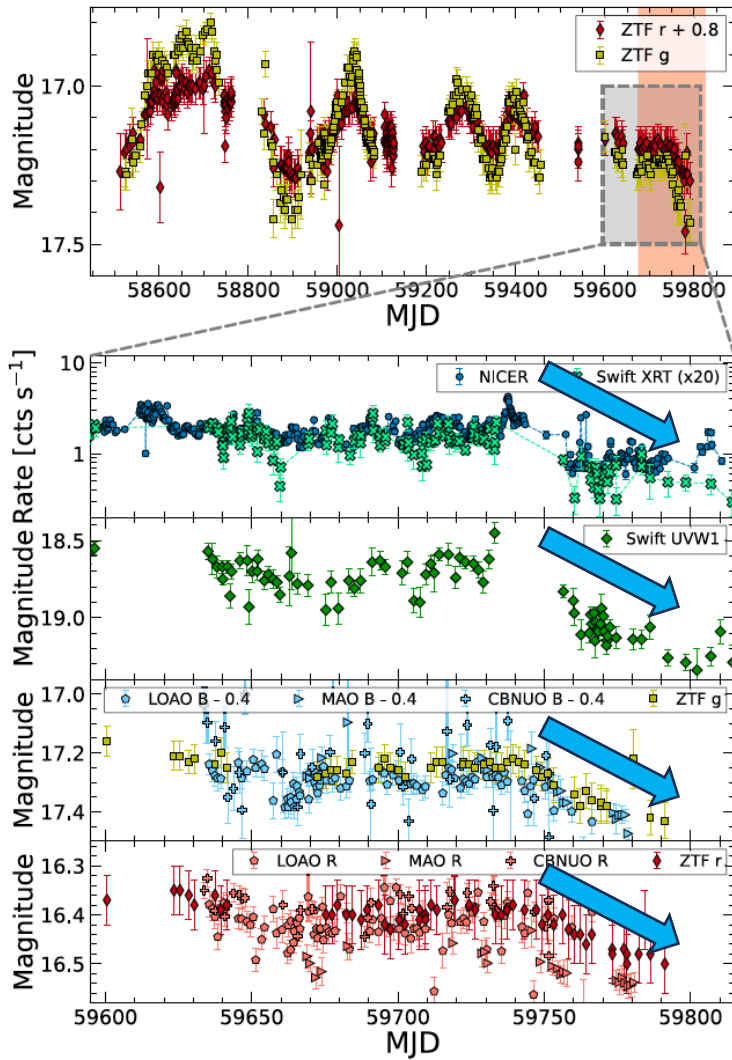 ZTF r + 0.8
ZTF g
17.0
17.5
Magnitude
58600 58800 59000 59200 59400 59600 59800
MJD
10
1
Rate [cts s⁻¹]
NICER Swift XRT (x20)
18.5
19.0
Magnitude
Swift UVW1
17.0
17.2
17.4
Magnitude
LOAO B – 0.4 MAO B – 0.4 CBNUO B – 0.4 ZTF g
16.3
16.4
16.5
Magnitude
LOAO R MAO R CBNUO R ZTF r
59600 59650 59700 59750 59800
MJD